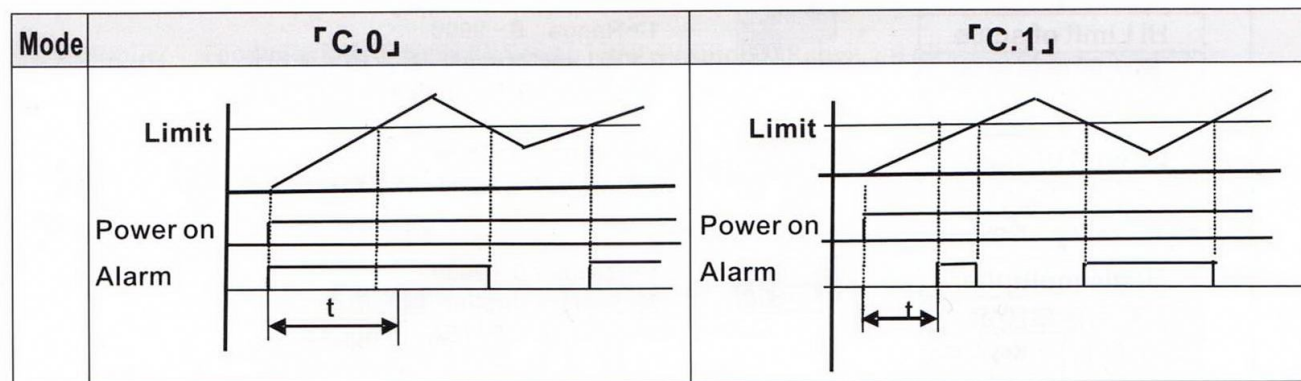 Mode 「C.0」 「C.1」
Limit Limit
Power on Power on
Alarm Alarm
t t